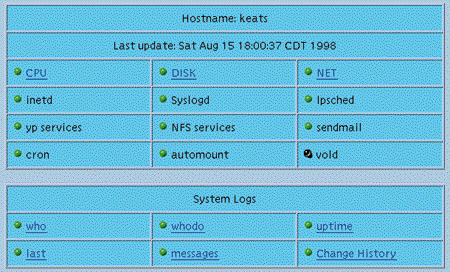 Hostname: keats
Last update: Sat Aug 15 18:00:37 CDT 1998
CPU DISK NET
inetd Syslogd lpsched
yp services NFS services sendmail
cron automount vold
System Logs
who whodo uptime
last messages Change History